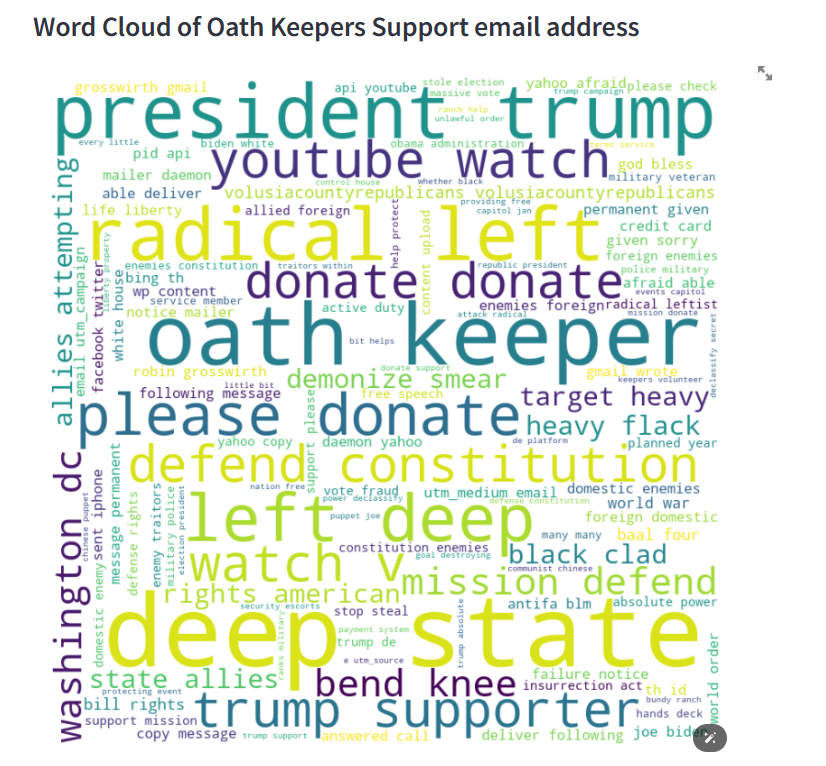 Word Cloud of Oath Keepers Support email address
grosswirth gmail
api youtube
stole election
massive vote
yahoo afraid
trump campaign
please check
president trump
ranch help
unlawful order
every little
biden white
obama administration
terms service
pid api
youtube watch
god bless
military veteran
mailer daemon
control house
whether black
able deliver
volusiacountyrepublicans volusiacountyrepublicans
providing free
capitol jan
life liberty
allied foreign
permanent given
credit card
radical left
help protect
content upload
given sorry
foreign enemies
enemies constitution
traitors within
republic president
police military
bing th
donate donate
afraid able
wp content
events capitol
service member
enemies foreign
radical leftist
notice mailer
active duty
attack radical
mission donate
allies attempting
email utm_campaign
facebook twitter
liberty property
white house
oath keeper
bit helps
declassify secret
robin grosswirth
donate support
gmail wrote
demonize smear
keepers volunteer
following message
little bit
free speech
target heavy
please donate
support please
heavy flack
yahoo copy
daemon yahoo
de platform
planned year
defend constitution
washington dc
chinese puppet
sent iphone
message permanent
defense rights
enemy traitors
military police
election president
nation free
vote fraud
power declassify
utm_medium email
domestic enemies
defense constitution
world war
left deep
puppet joe
foreign domestic
many many
baal four
constitution enemies
goal destroying
black clad
watch v
communist chinese
mission defend
rights american
domestic enemy
security escorts
stop steal
antifa blm
absolute power
deep state
ranks military
payment system
trump de
trump absolute
e utm_source
world order
state allies
bend knee
failure notice
insurrection act
th id
protecting event
bundy ranch
bill rights
trump supporter
hands deck
support mission
copy message
trump support
answered call
deliver following
joe biden